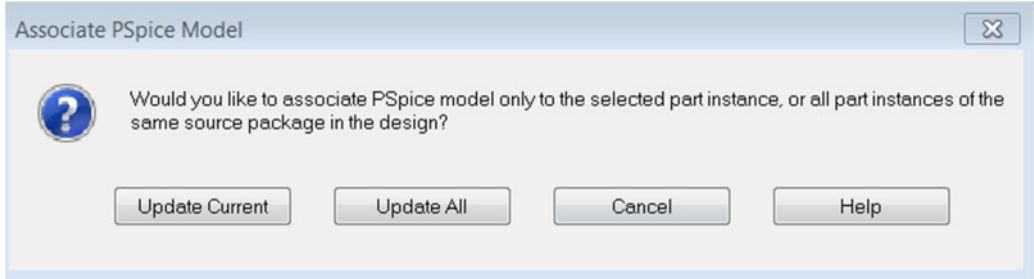 Associate PSpice Model
Would you like to associate PSpice model only to the selected part instance, or all part instances of the
same source package in the design?
Update Current Update All Cancel Help